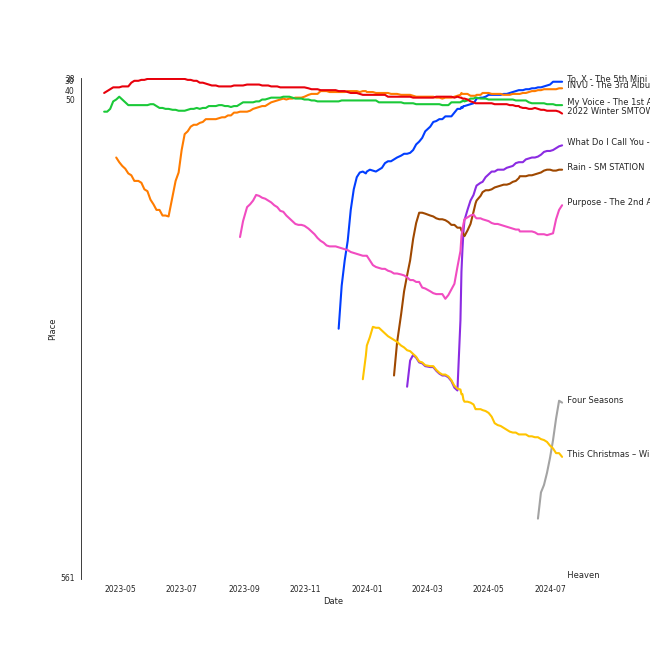 To. X - The 5th Mini
INVU - The 3rd Albu
40
50
My Voice - The 1st A
2022 Winter SMTOW
What Do I Call You -
Rain - SM STATION
Purpose - The 2nd A
Place
Four Seasons
This Christmas – Wi
561
Heaven
2023-05
2023-07
2023-09
2023-11
2024-01
2024-03
2024-05
2024-07
Date